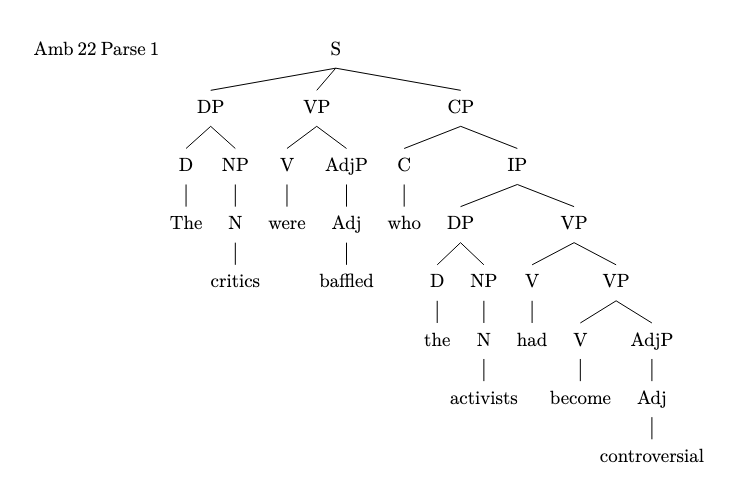 Amb 22 Parse 1 S
DP VP CP
D NP V AdjP C IP
The N were Adj who DP VP
critics baffled D NP V VP
the N had V AdjP
activists become Adj
controversial